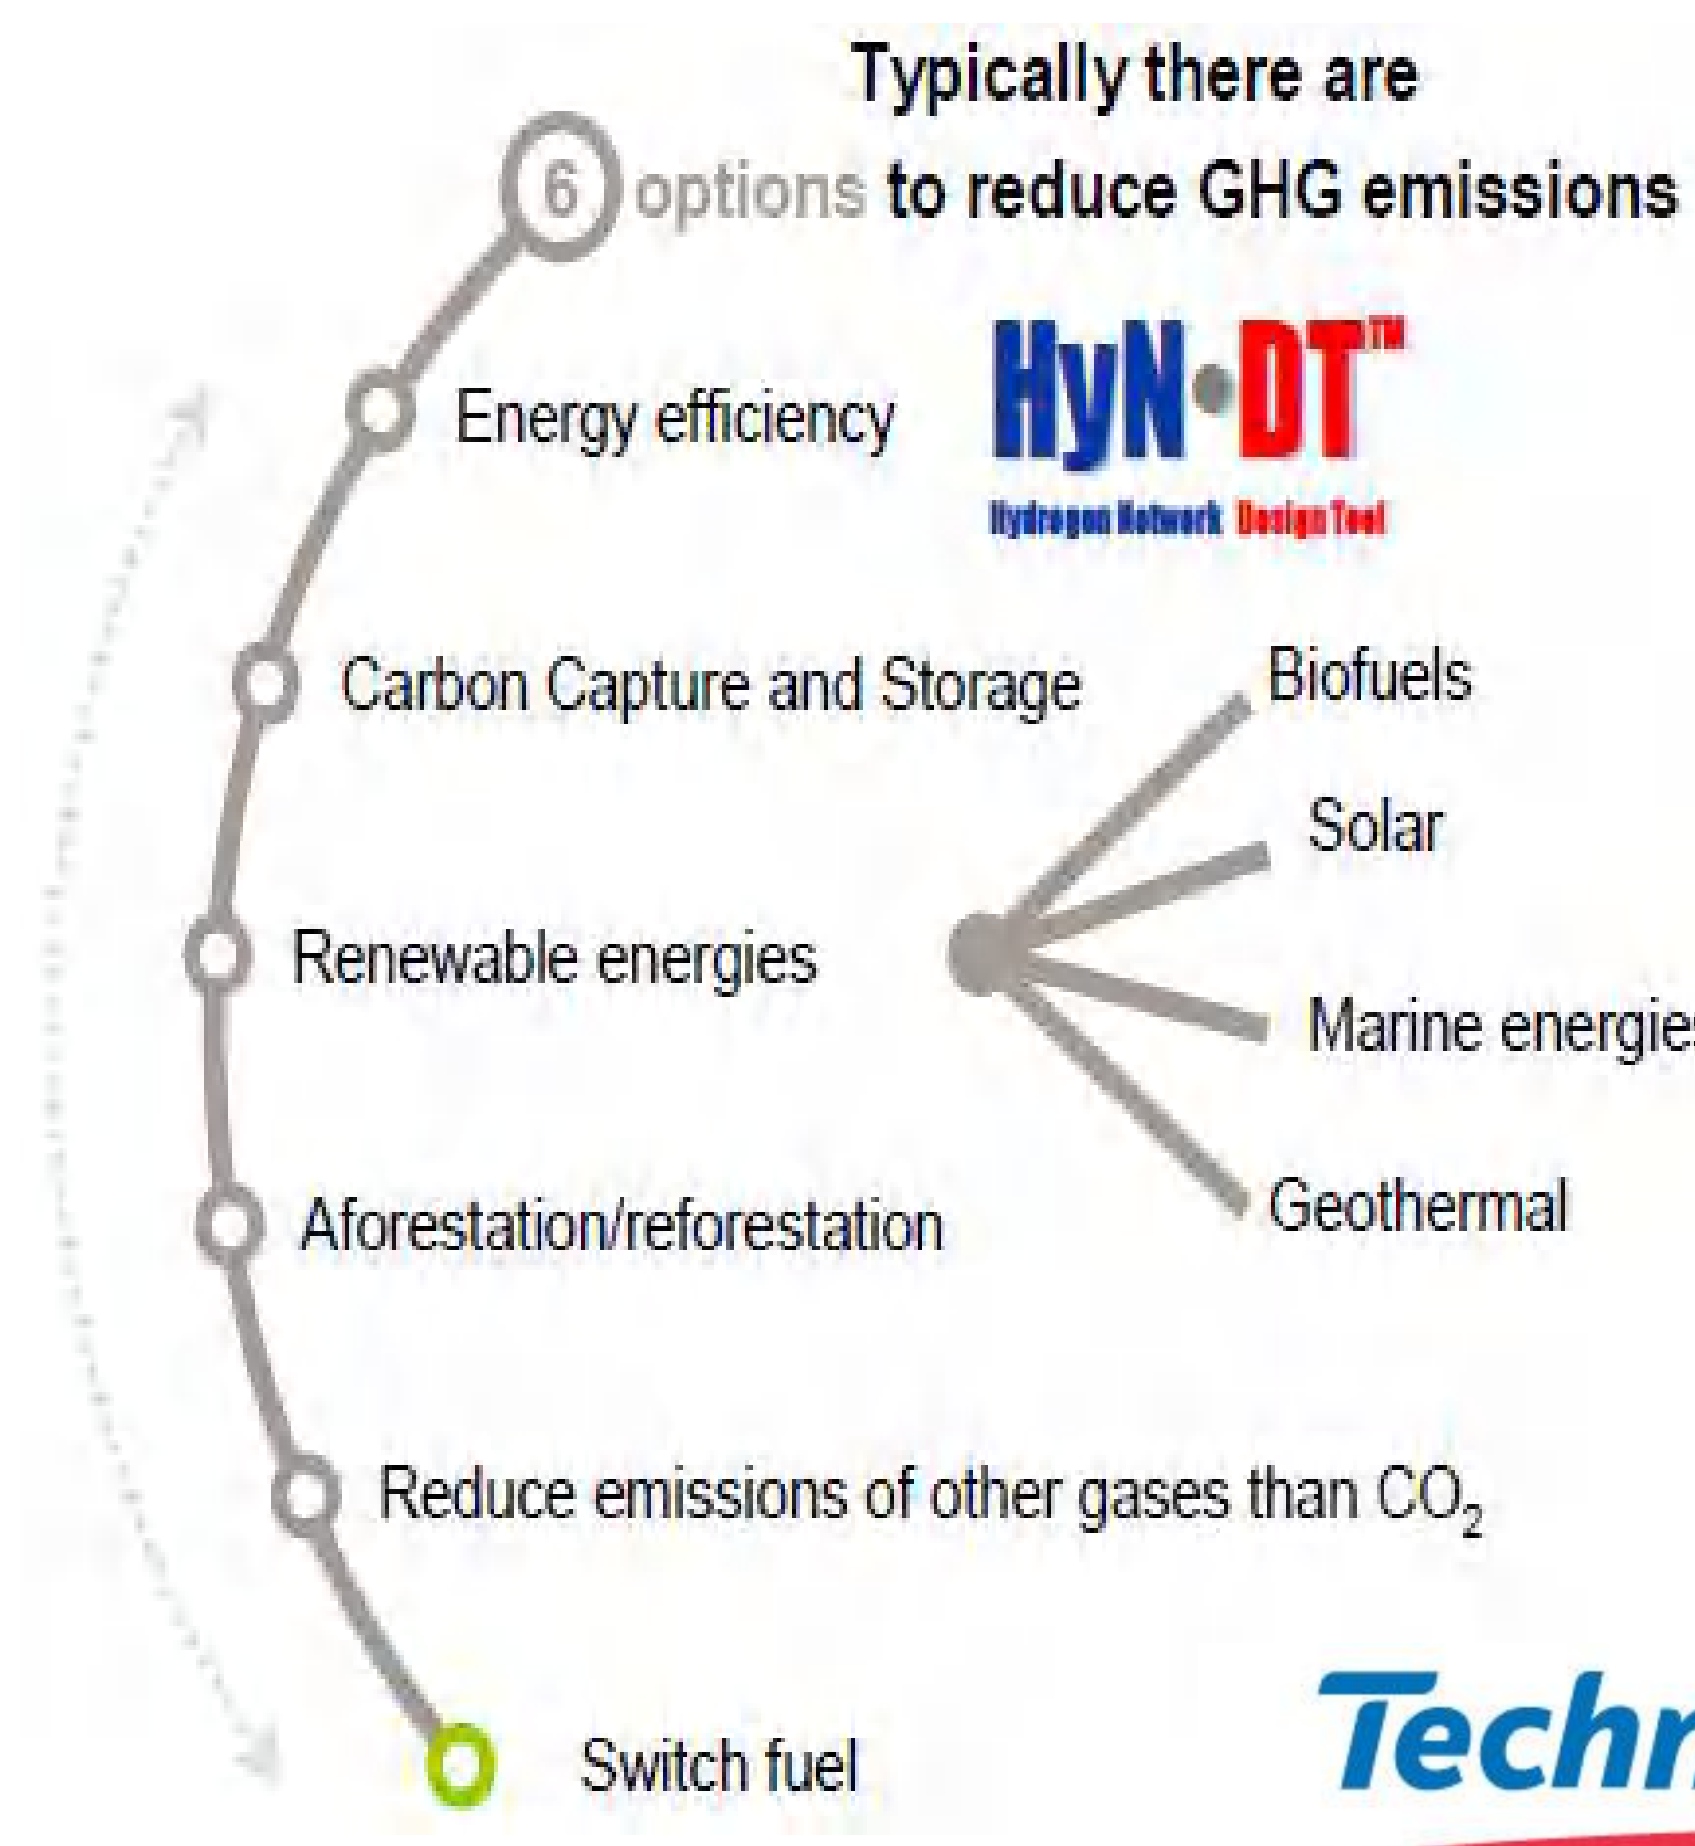 Typically there are
6 options to reduce GHG emissions
HyN•DT™
Hydrogen Network Design Tool
Energy efficiency
Carbon Capture and Storage
Biofuels
Solar
Renewable energies
Marine energies
Aforestation/reforestation
Geothermal
Reduce emissions of other gases than CO₂
Switch fuel
Techn